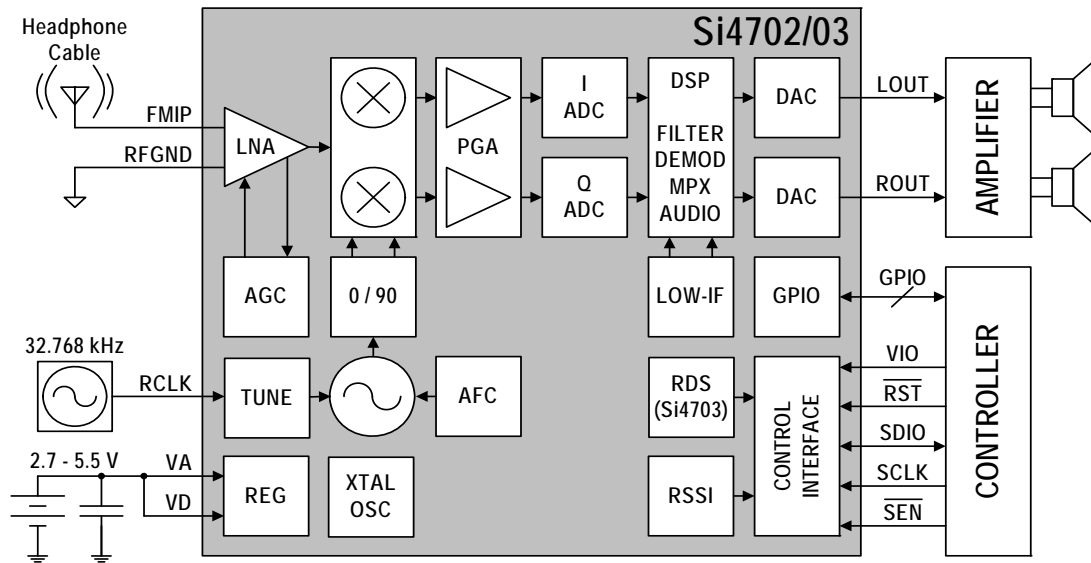 Si4702/03
Headphone
Cable
FMIP
RFGND
LNA
PGA
I
ADC
Q
ADC
DSP
FILTER
DEMOD
MPX
AUDIO
DAC
DAC
LOUT
ROUT
AMPLIFIER
AGC
0 / 90
LOW-IF
GPIO
GPIO
32.768 kHz
RCLK
TUNE
AFC
RDS
(Si4703)
CONTROL
INTERFACE
VIO
RST
SDIO
SCLK
SEN
CONTROLLER
2.7 - 5.5 V
VA
VD
REG
XTAL
OSC
RSSI